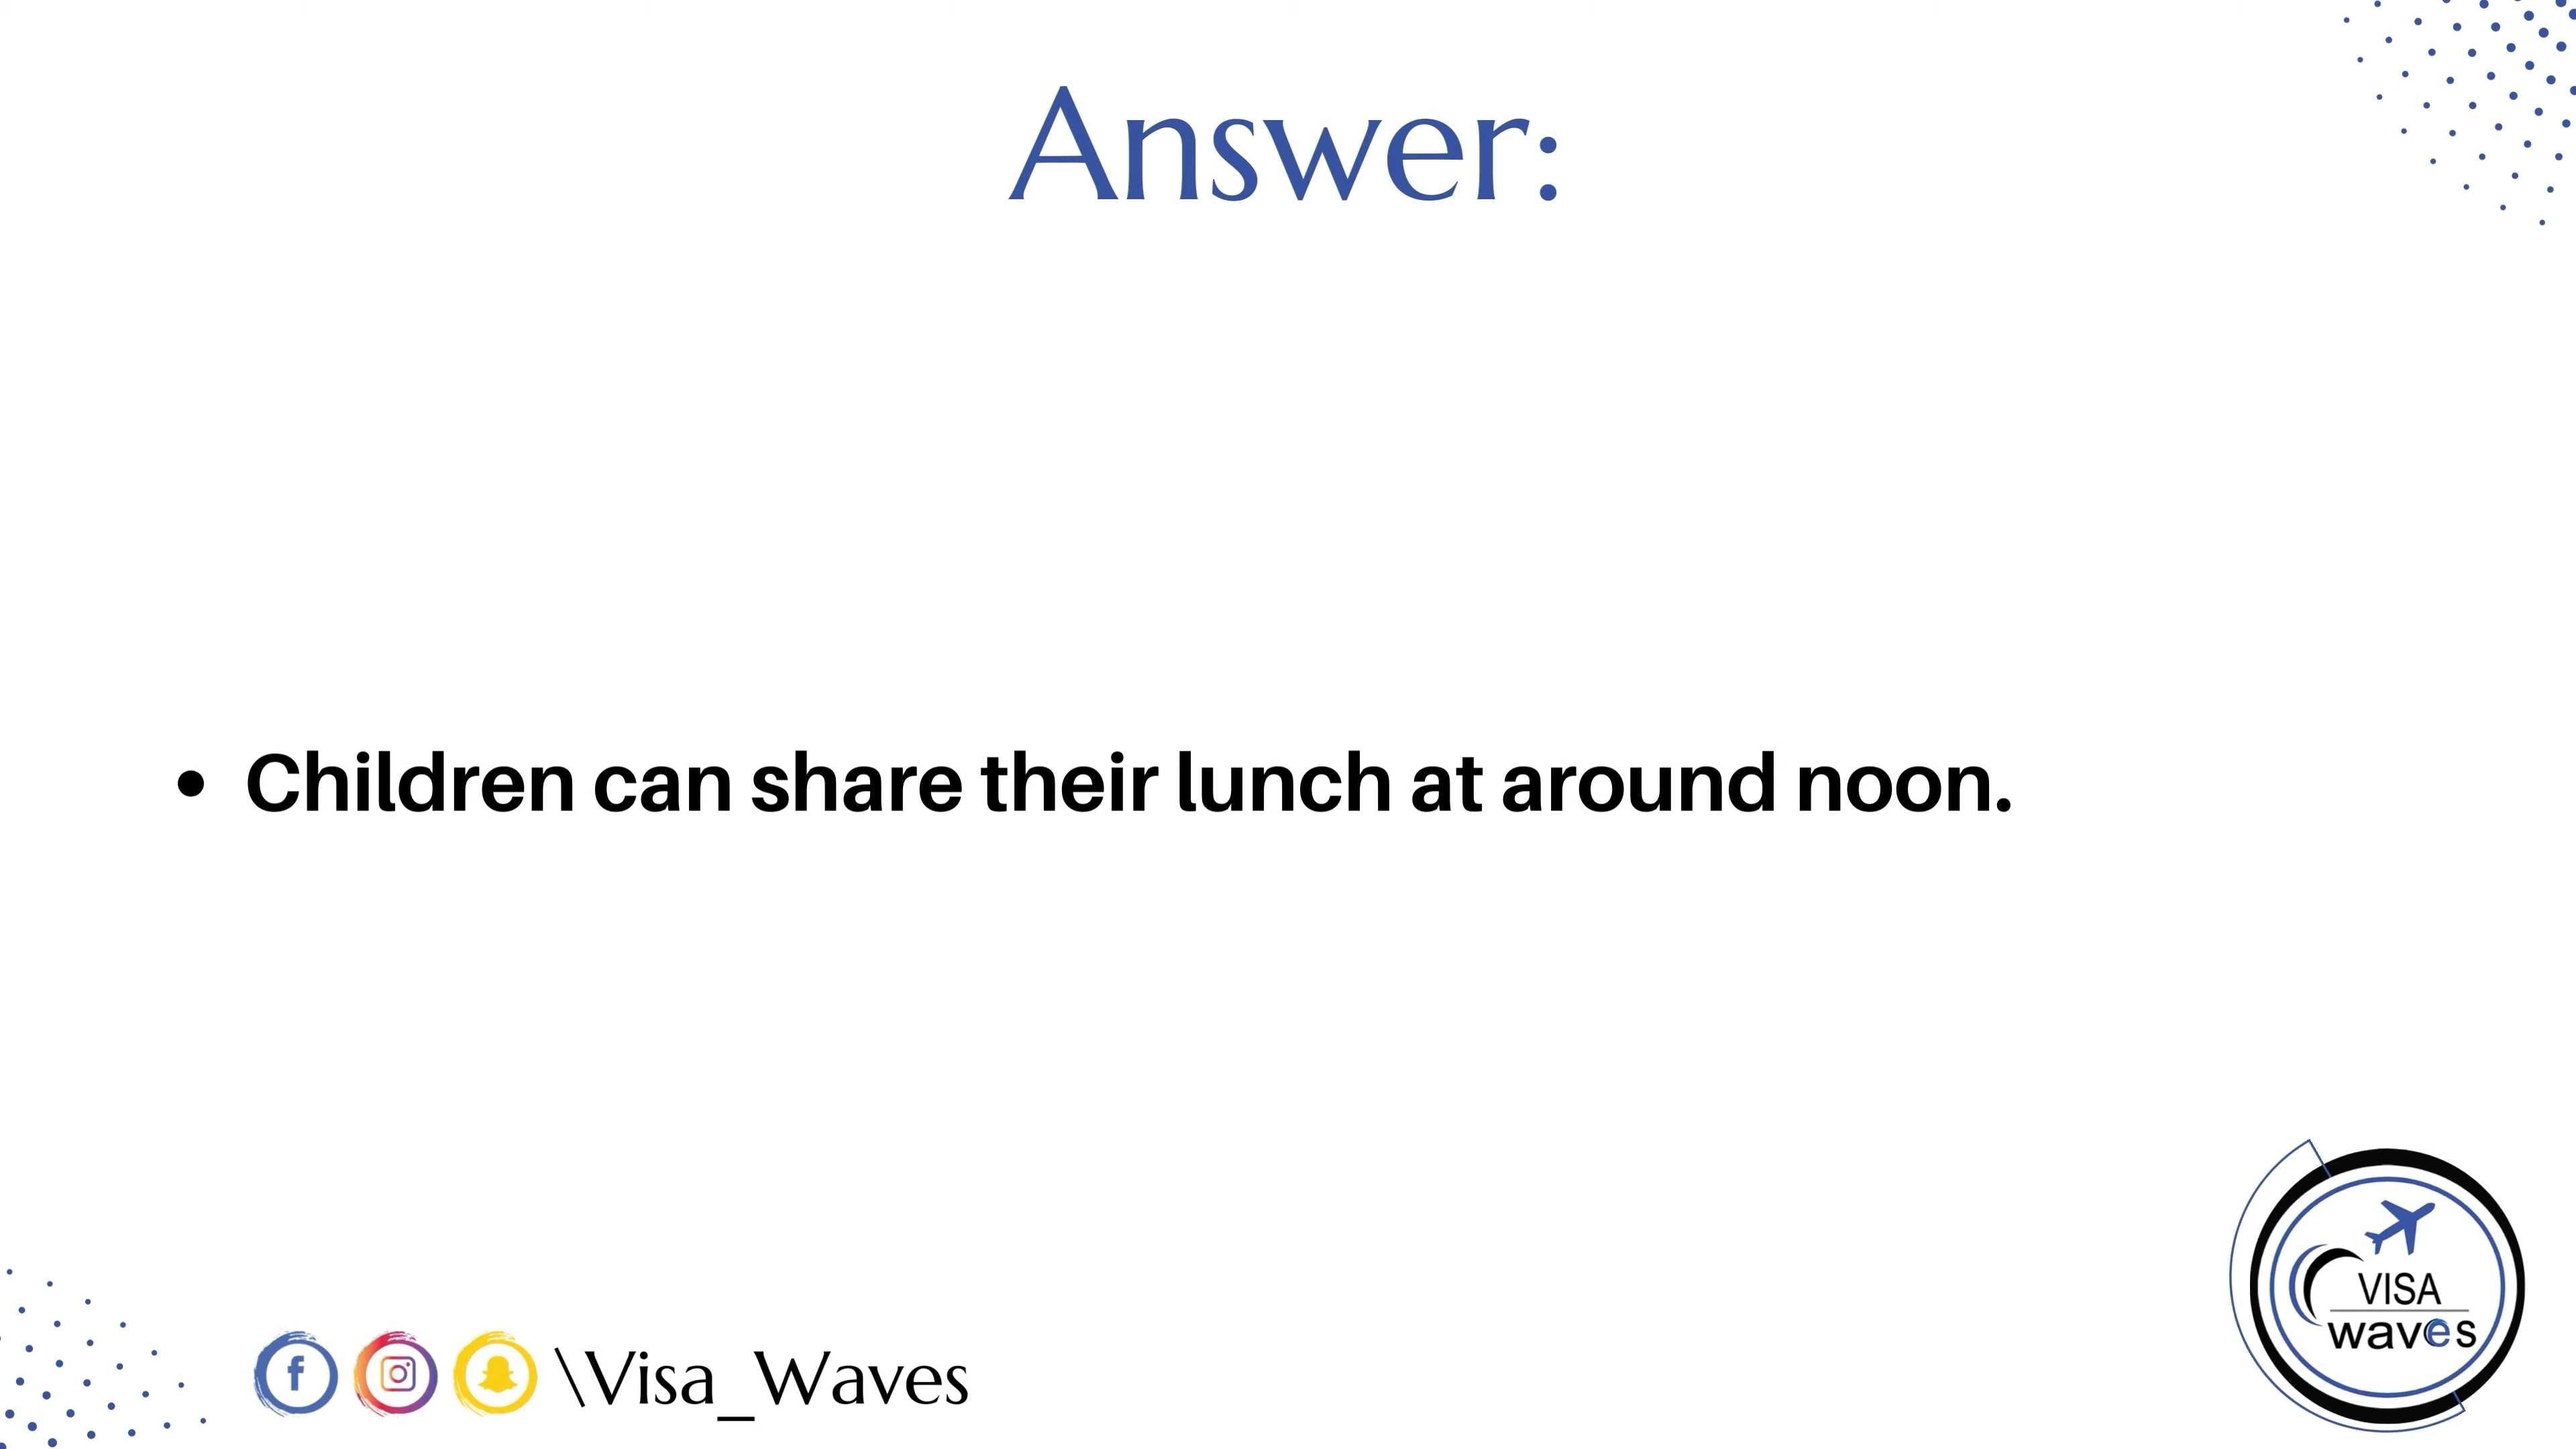 Answer:
• Children can share their lunch at around noon.
\Visa_Waves
VISA
waves